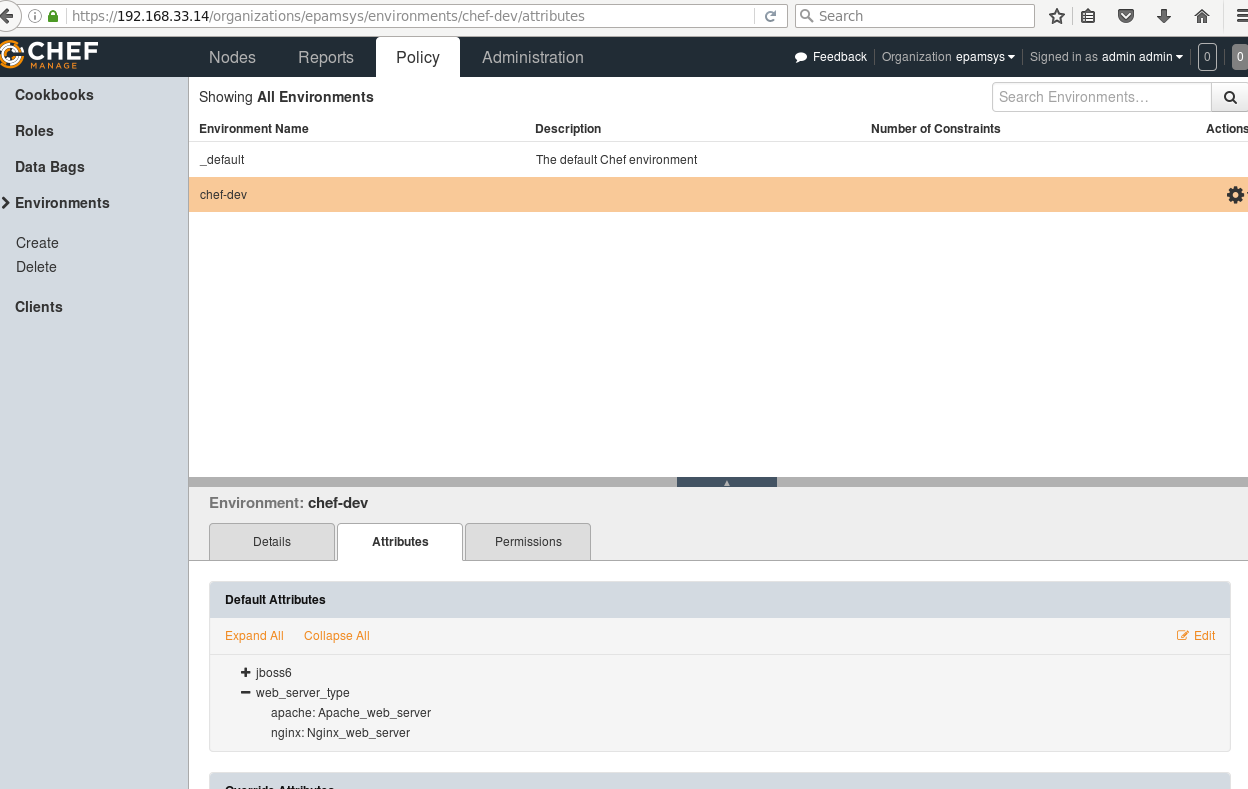 https://192.168.33.14/organizations/epamsys/environments/chef-dev/attributes
Search
CHEF
MANAGE
Nodes
Reports
Policy
Administration
Feedback
Organization epamsys
Signed in as admin admin
0
0
Cookbooks
Roles
Data Bags
Environments
Create
Delete
Clients
Showing All Environments
Search Environments...
Environment Name
Description
Number of Constraints
Actions
_default
The default Chef environment
chef-dev
Environment: chef-dev
Details
Attributes
Permissions
Default Attributes
Expand All
Collapse All
Edit
jboss6
web_server_type
apache: Apache_web_server
nginx: Nginx_web_server
Override Attributes